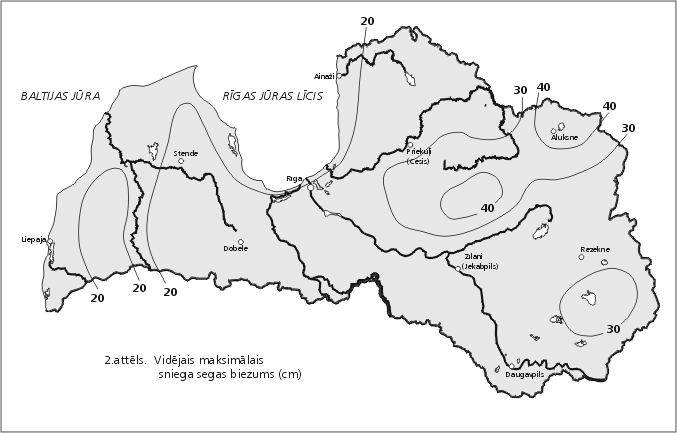 20
Ainaži
BALTIJAS JŪRA
RĪGAS JŪRAS LĪCIS
30
40
40
30
Alūksne
Priekuļi
(Cēsis)
Stende
Rīga
40
Liepāja
Dobele
Zīlāni
(Jēkabpils)
Rēzekne
20
20
20
30
Daugavpils
2.attēls. Vidējais maksimālais
sniega segas biezums (cm)